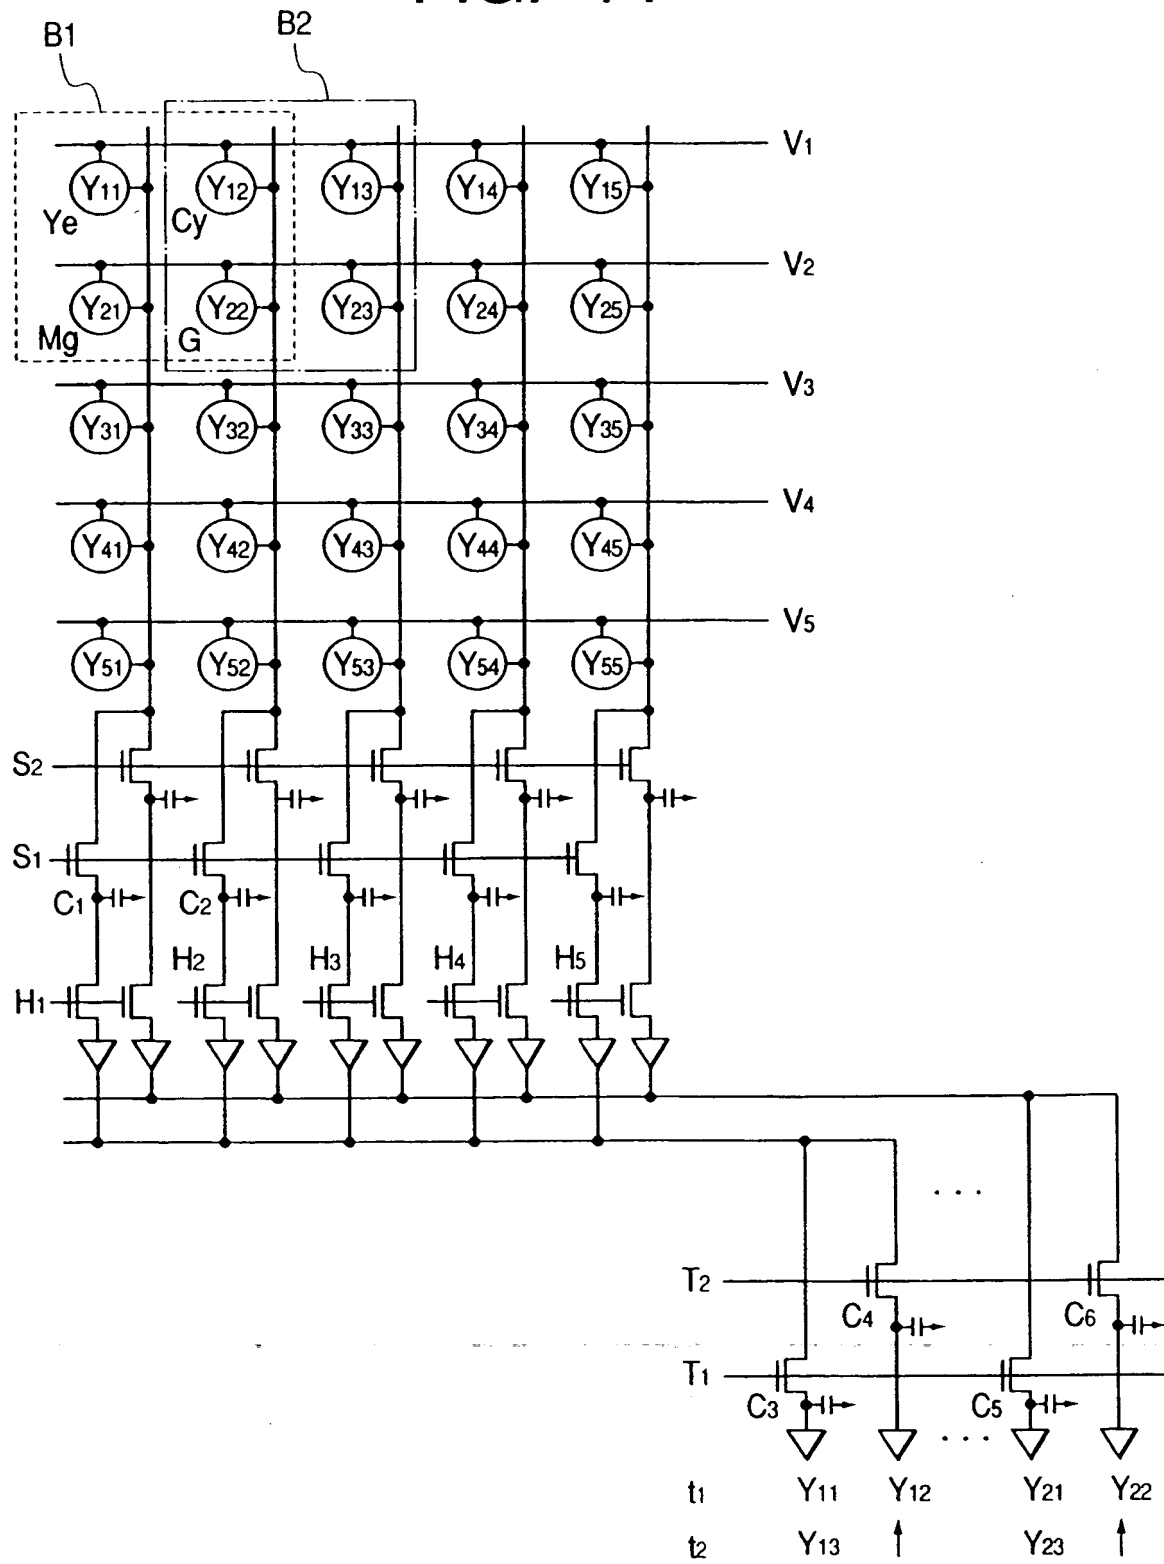 B1 B2
V1
Y11 Y12 Y13 Y14 Y15
Ye Cy
V2
Y21 Y22 Y23 Y24 Y25
Mg G
V3
Y31 Y32 Y33 Y34 Y35
V4
Y41 Y42 Y43 Y44 Y45
V5
Y51 Y52 Y53 Y54 Y55
S2
S1
C1 C2
H2 H3 H4 H5
H1
...
T2
C4 C6
T1
C3 C5
...
t1 Y11 Y12 Y21 Y22
t2 Y13 ↑ Y23 ↑